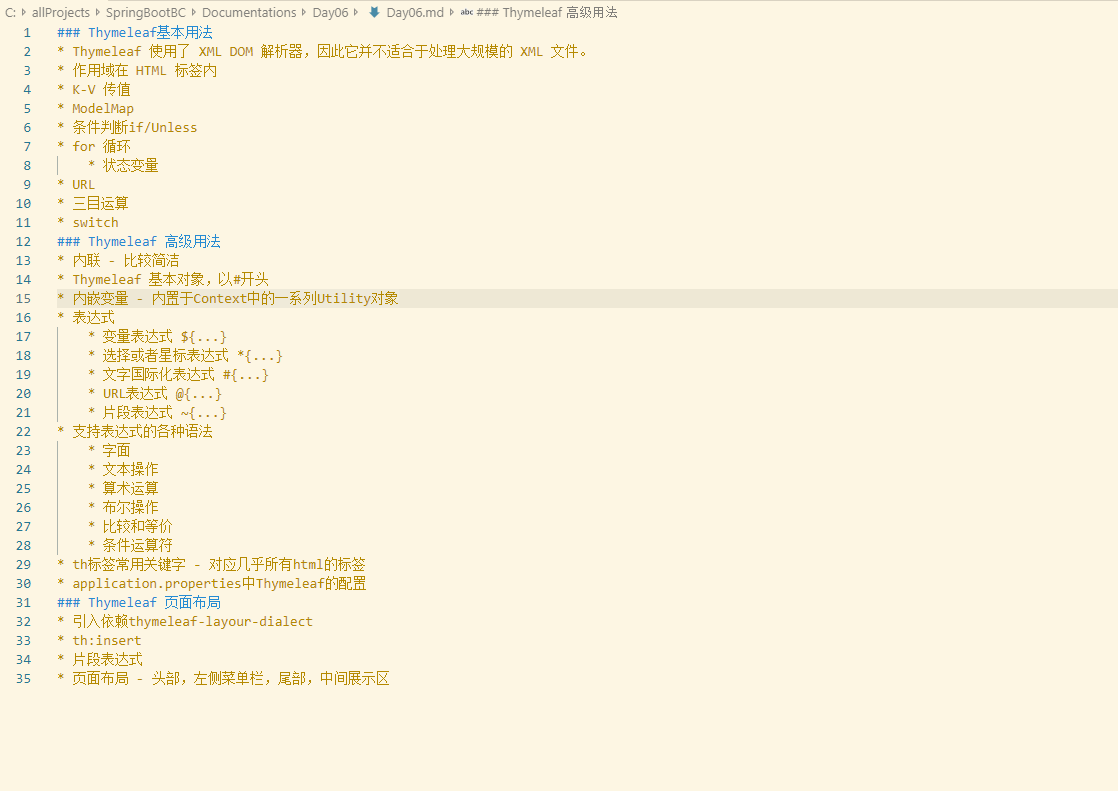 C: › allProjects › SpringBootBC › Documentations › Day06 › Day06.md › abc ### Thymeleaf 高级用法
1 ### Thymeleaf基本用法
2 * Thymeleaf 使用了 XML DOM 解析器，因此它并不适合于处理大规模的 XML 文件。
3 * 作用域在 HTML 标签内
4 * K-V 传值
5 * ModelMap
6 * 条件判断if/Unless
7 * for 循环
8 * 状态变量
9 * URL
10 * 三目运算
11 * switch
12 ### Thymeleaf 高级用法
13 * 内联 - 比较简洁
14 * Thymeleaf 基本对象，以#开头
15 * 内嵌变量 - 内置于Context中的一系列Utility对象
16 * 表达式
17 * 变量表达式 ${...}
18 * 选择或者星标表达式 *{...}
19 * 文字国际化表达式 #{...}
20 * URL表达式 @{...}
21 * 片段表达式 ~{...}
22 * 支持表达式的各种语法
23 * 字面
24 * 文本操作
25 * 算术运算
26 * 布尔操作
27 * 比较和等价
28 * 条件运算符
29 * th标签常用关键字 - 对应几乎所有html的标签
30 * application.properties中Thymeleaf的配置
31 ### Thymeleaf 页面布局
32 * 引入依赖thymeleaf-layour-dialect
33 * th:insert
34 * 片段表达式
35 * 页面布局 - 头部，左侧菜单栏，尾部，中间展示区